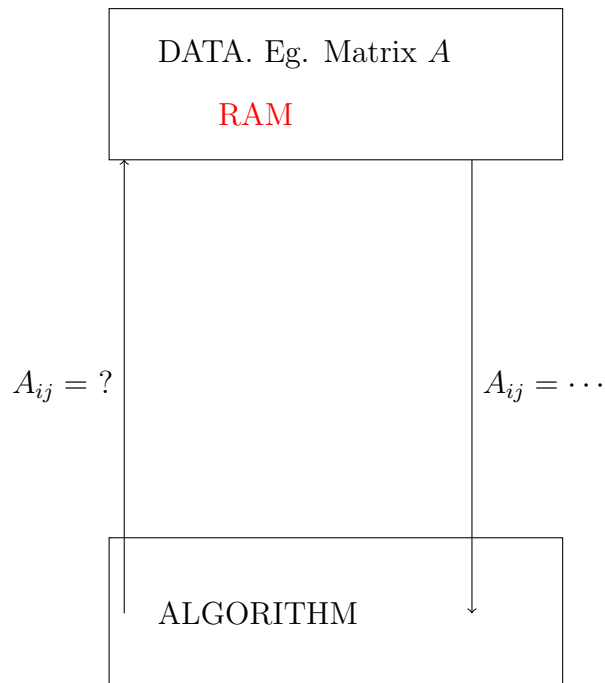 DATA. Eg. Matrix A
RAM
A_{ij} = ?
A_{ij} = ⋯
ALGORITHM